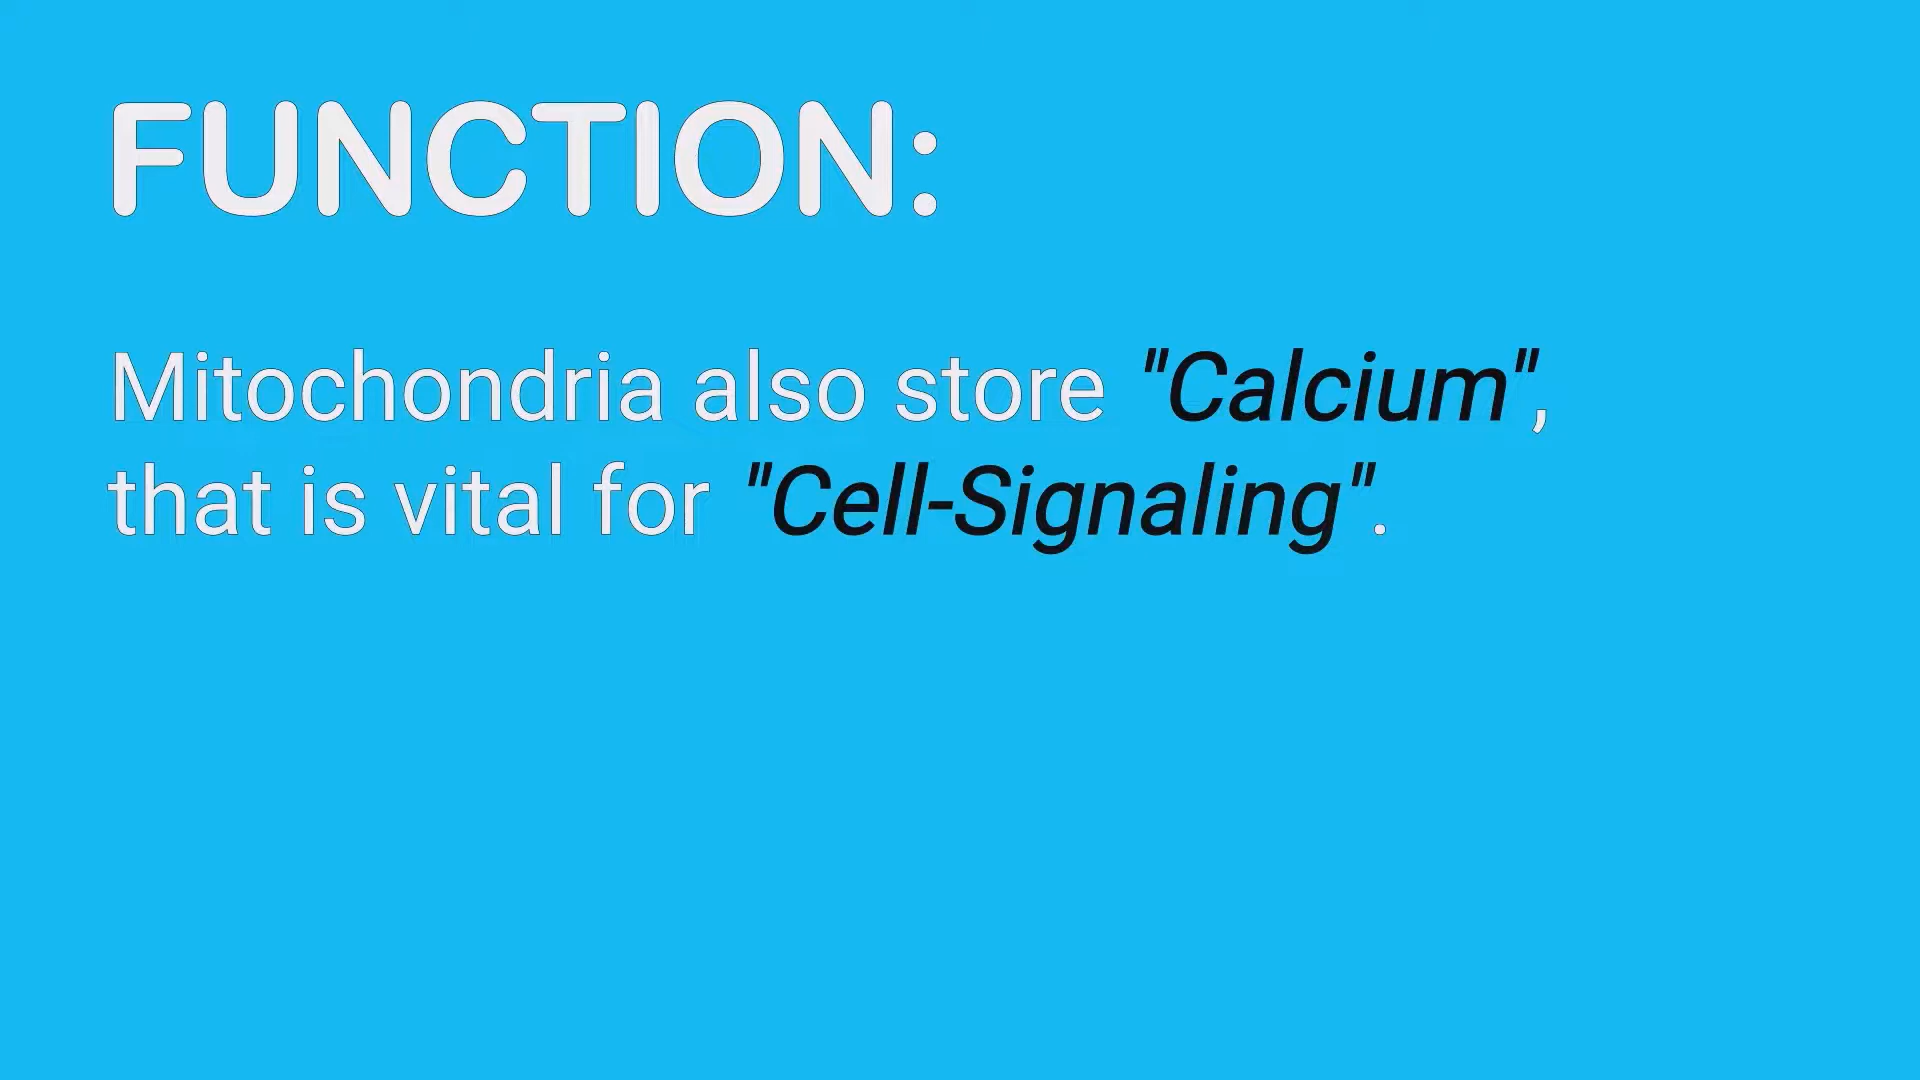 FUNCTION:
Mitochondria also store "Calcium",
that is vital for "Cell-Signaling".